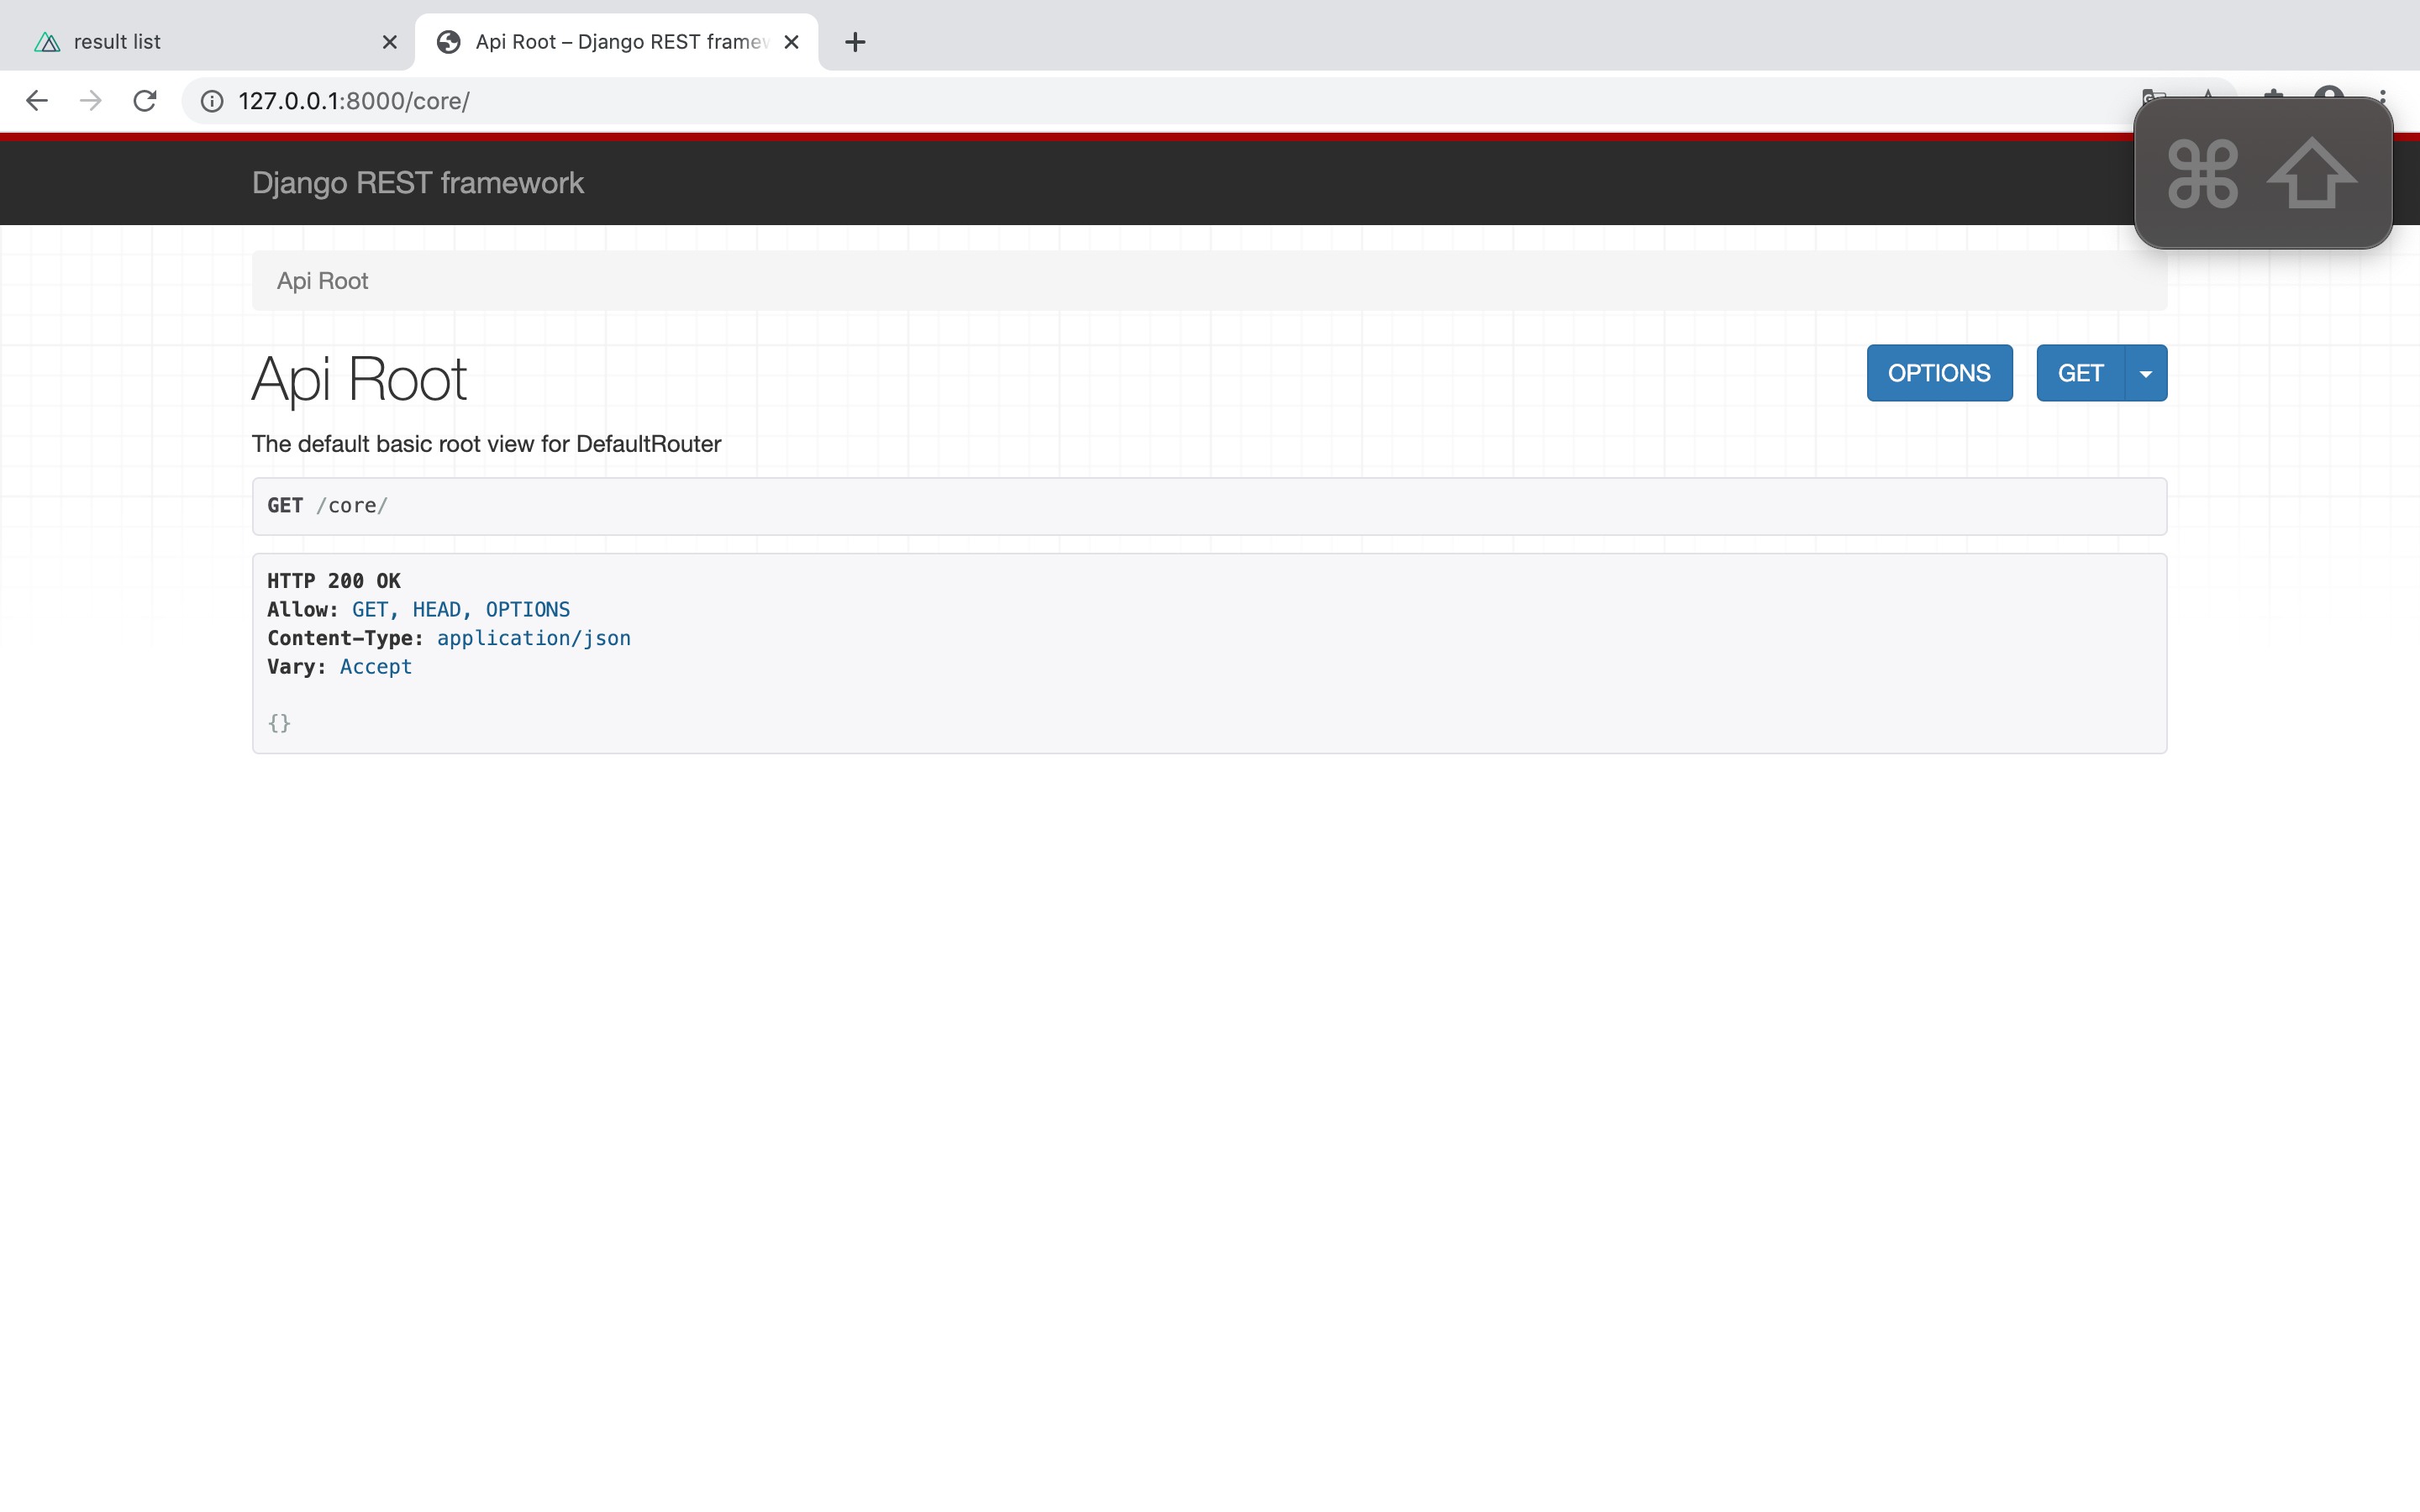 result list
Api Root – Django REST framew
127.0.0.1:8000/core/
Django REST framework
Api Root
Api Root
OPTIONS
GET
The default basic root view for DefaultRouter
GET /core/
HTTP 200 OK
Allow: GET, HEAD, OPTIONS
Content-Type: application/json
Vary: Accept
{}